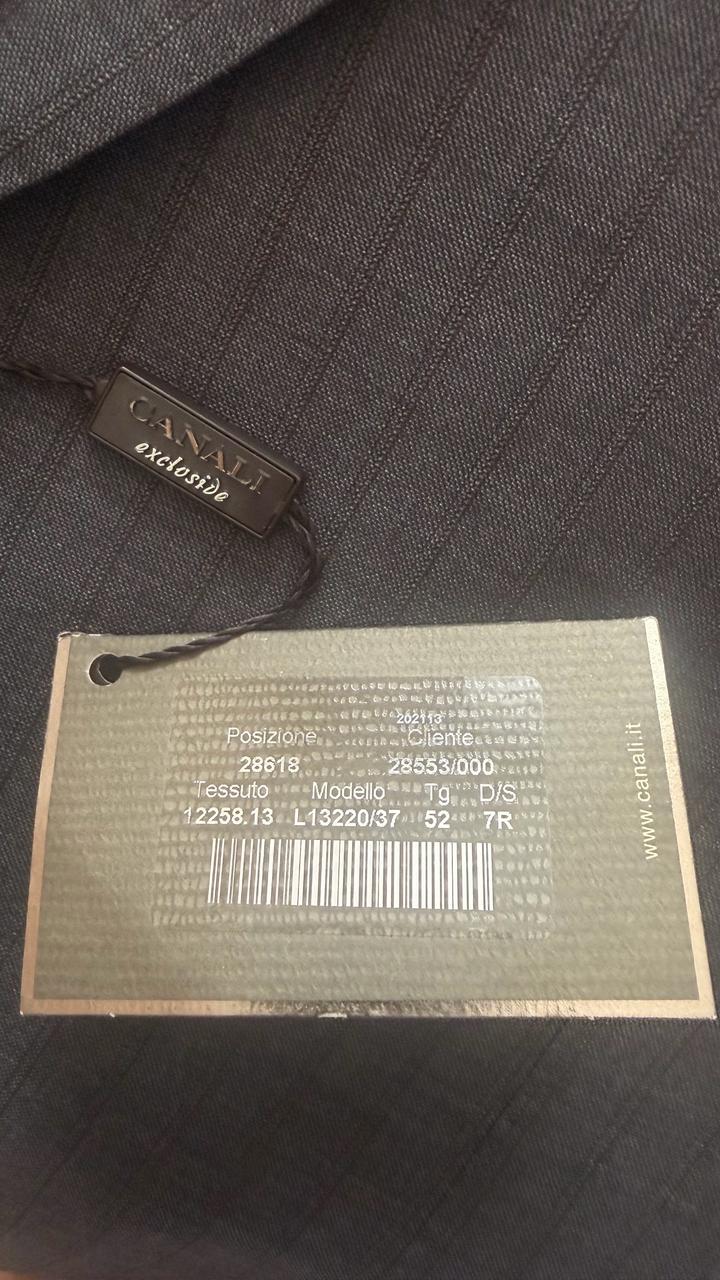 CANALI
exclusive
202113
Posizione Cliente
28618 28553/000
Tessuto Modello Tg D/S
12258.13 L13220/37 52 7R
www.canali.it